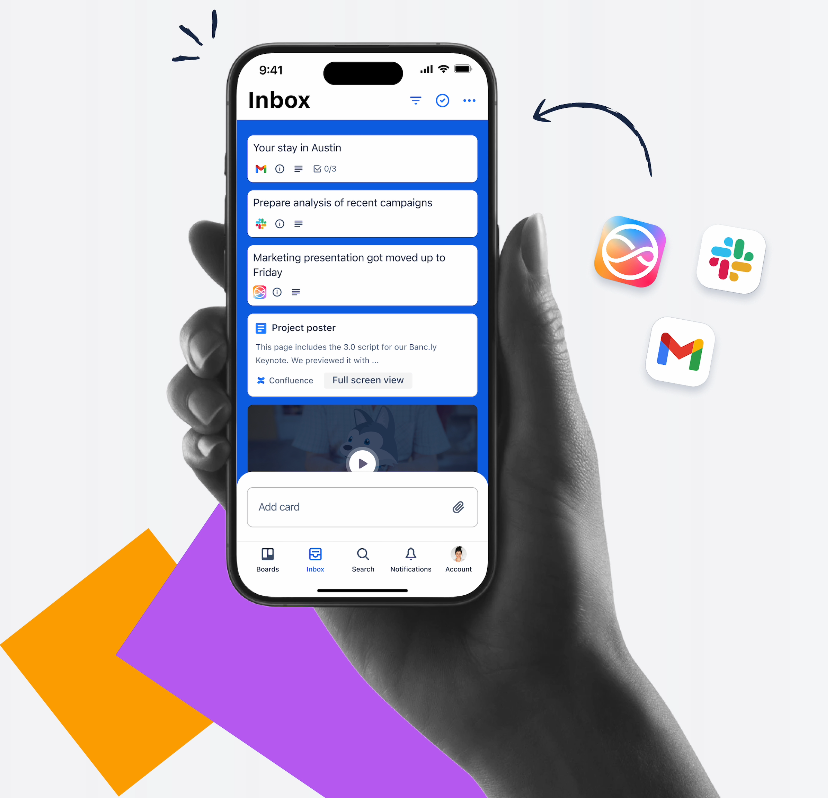 9:41
Inbox
Your stay in Austin
0/3
Prepare analysis of recent campaigns
Marketing presentation got moved up to
Friday
Project poster
This page includes the 3.0 script for our Banc.ly
Keynote. We previewed it with ...
Confluence Full screen view
Add card
Boards Inbox Search Notifications Account